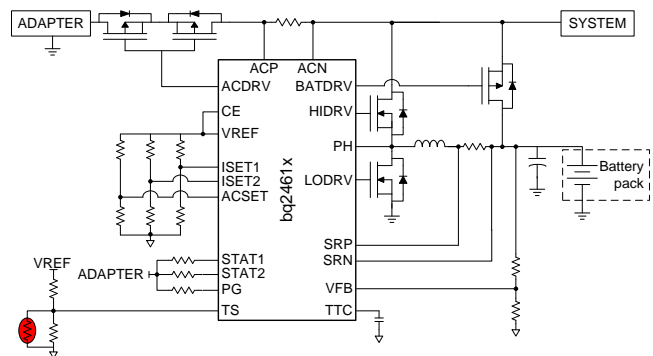 ADAPTER
SYSTEM
ACP
ACN
ACDRV
BATDRV
CE
HIDRV
VREF
PH
ISET1
ISET2
ACSET
LODRV
bq2461x
Battery
pack
SRP
SRN
ADAPTER
STAT1
STAT2
PG
VREF
VFB
TS
TTC